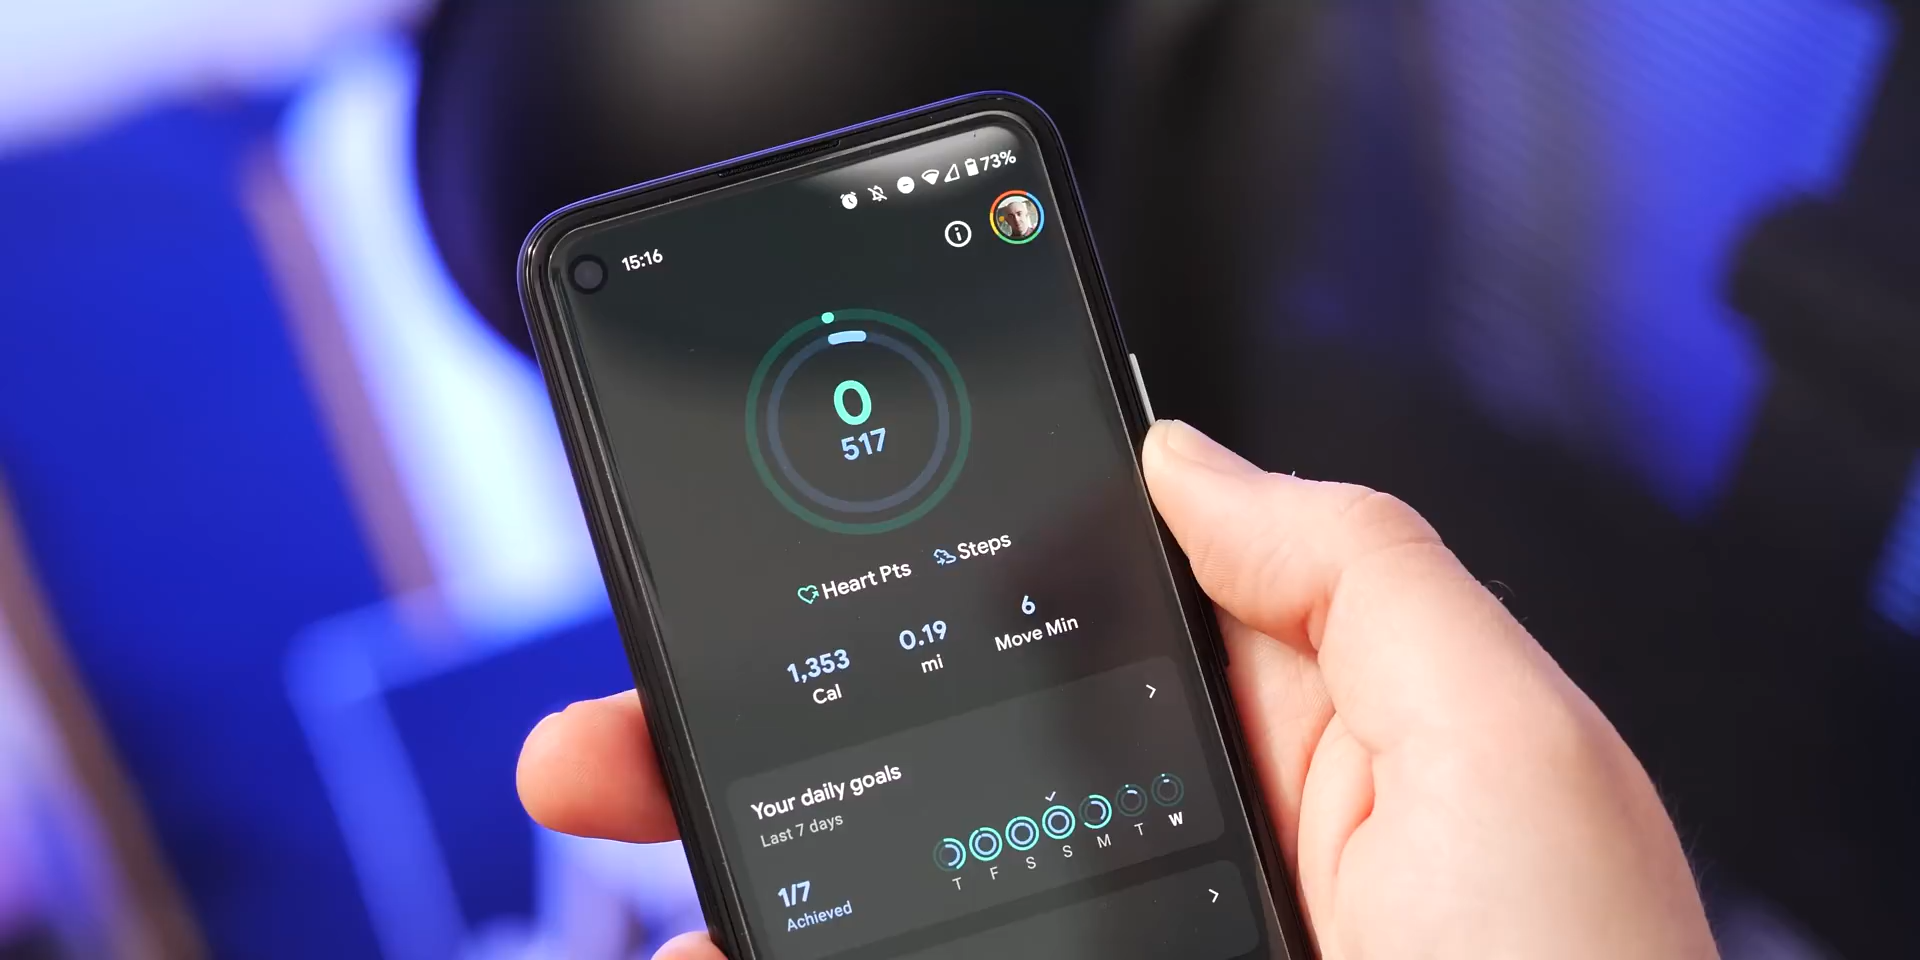 73%
15:16
0
517
Heart Pts
Steps
1,353
Cal
0.19
mi
6
Move Min
Your daily goals
Last 7 days
1/7
Achieved
T F S S M T W